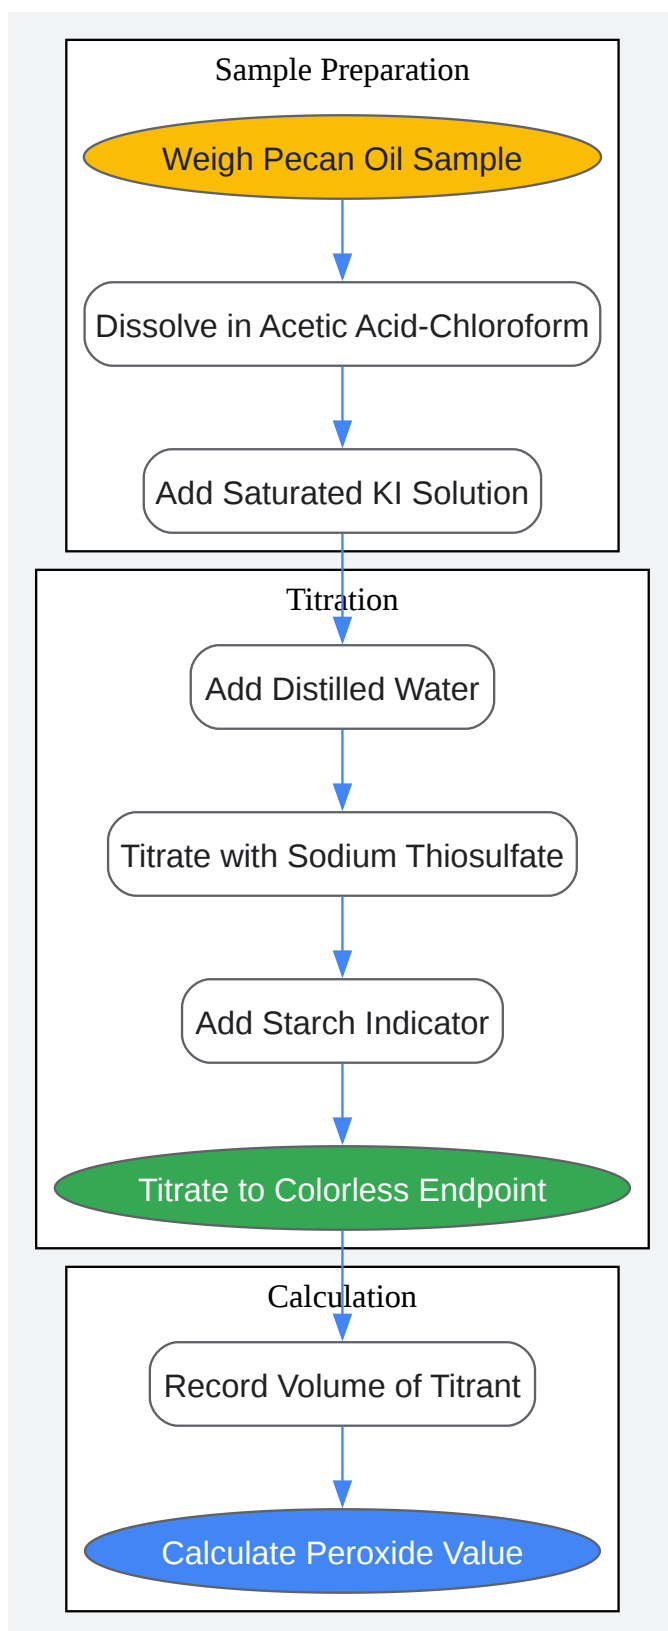 Sample Preparation
Weigh Pecan Oil Sample
Dissolve in Acetic Acid-Chloroform
Add Saturated KI Solution
Titration
Add Distilled Water
Titrate with Sodium Thiosulfate
Add Starch Indicator
Titrate to Colorless Endpoint
Calculation
Record Volume of Titrant
Calculate Peroxide Value